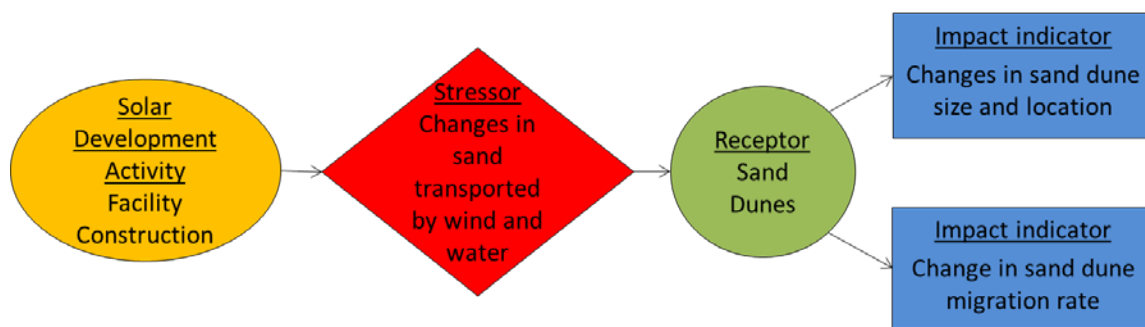 Solar
Development
Activity
Facility
Construction
Stressor
Changes in
sand
transported
by wind and
water
Receptor
Sand
Dunes
Impact indicator
Changes in sand dune
size and location
Impact indicator
Change in sand dune
migration rate